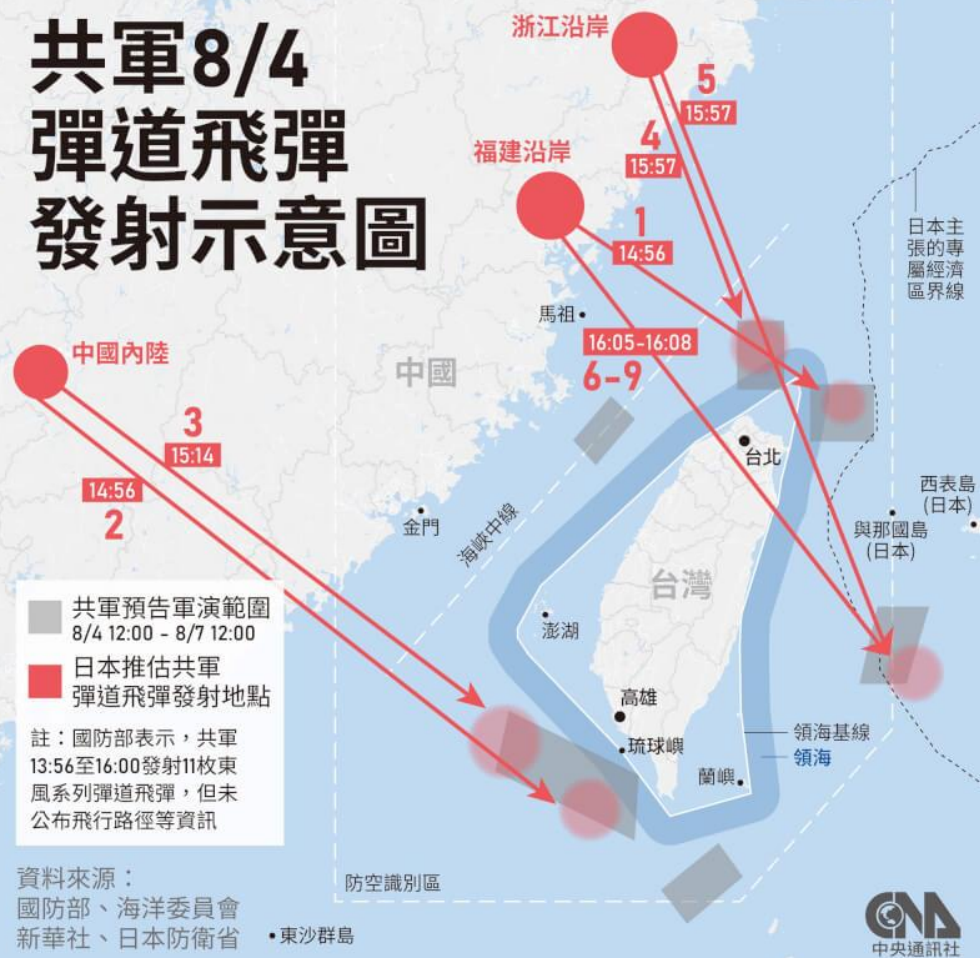 共軍8/4
彈道飛彈
發射示意圖
浙江沿岸
5
15:57
4
15:57
福建沿岸
1
14:56
日本主
張的專
屬經濟
區界線
馬祖
16:05-16:08
6-9
中國內陸
中國
3
15:14
14:56
2
台北
金門
海峽中線
西表島
(日本)
與那國島
(日本)
台灣
澎湖
高雄
琉球嶼
蘭嶼
領海基線
領海
共軍預告軍演範圍
8/4 12:00 - 8/7 12:00
日本推估共軍
彈道飛彈發射地點
註：國防部表示，共軍
13:56至16:00發射11枚東
風系列彈道飛彈，但未
公布飛行路徑等資訊
防空識別區
資料來源：
國防部、海洋委員會
新華社、日本防衛省
東沙群島
CNA
中央通訊社